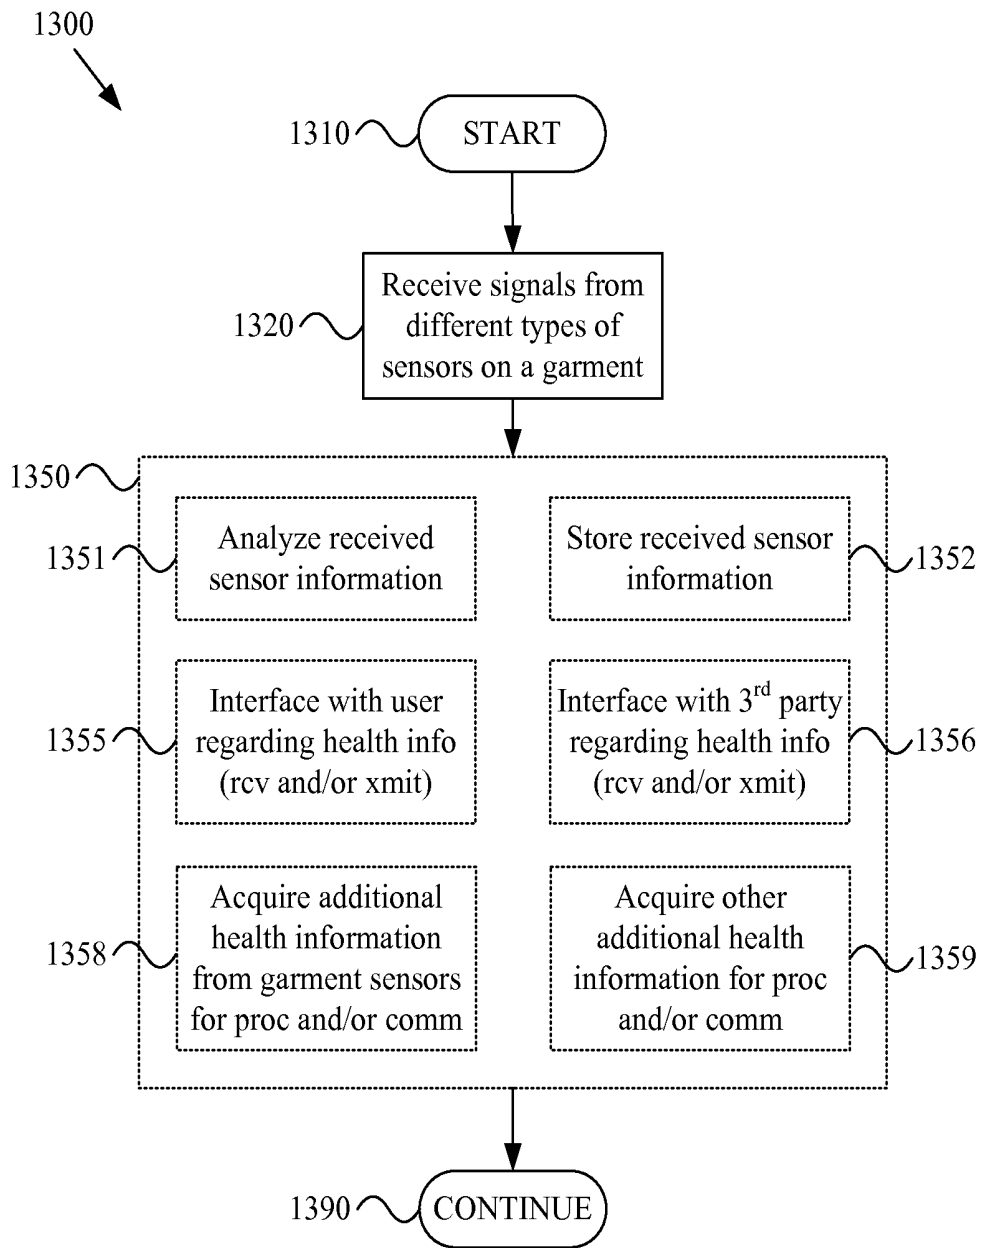 1300
1310
START
Receive signals from
1320
different types of
sensors on a garment
1350
1351
Analyze received
sensor information
Store received sensor
information
1352
1355
Interface with user
regarding health info
(rcv and/or xmit)
Interface with 3rd party
regarding health info
(rcv and/or xmit)
1356
1358
Acquire additional
health information
from garment sensors
for proc and/or comm
Acquire other
additional health
information for proc
and/or comm
1359
1390
CONTINUE